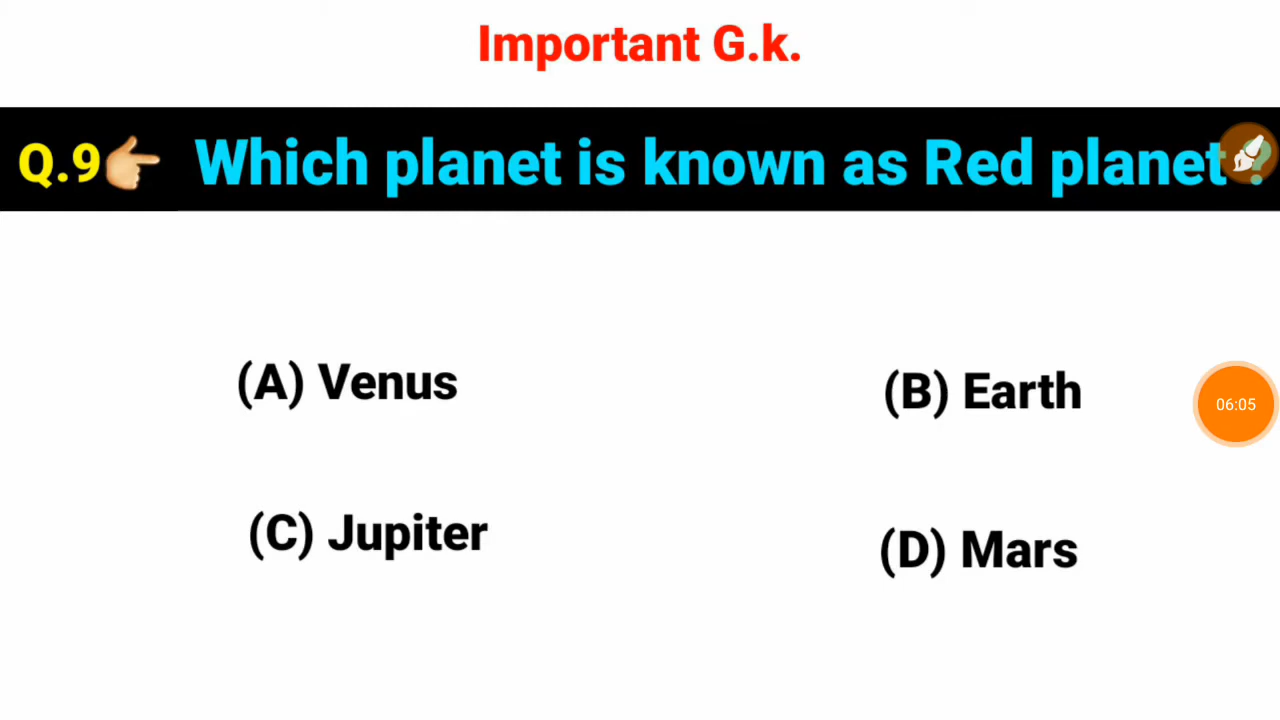 Important G.k.
Q.9👉 Which planet is known as Red planet ?
(A) Venus
(B) Earth
06:05
(C) Jupiter
(D) Mars